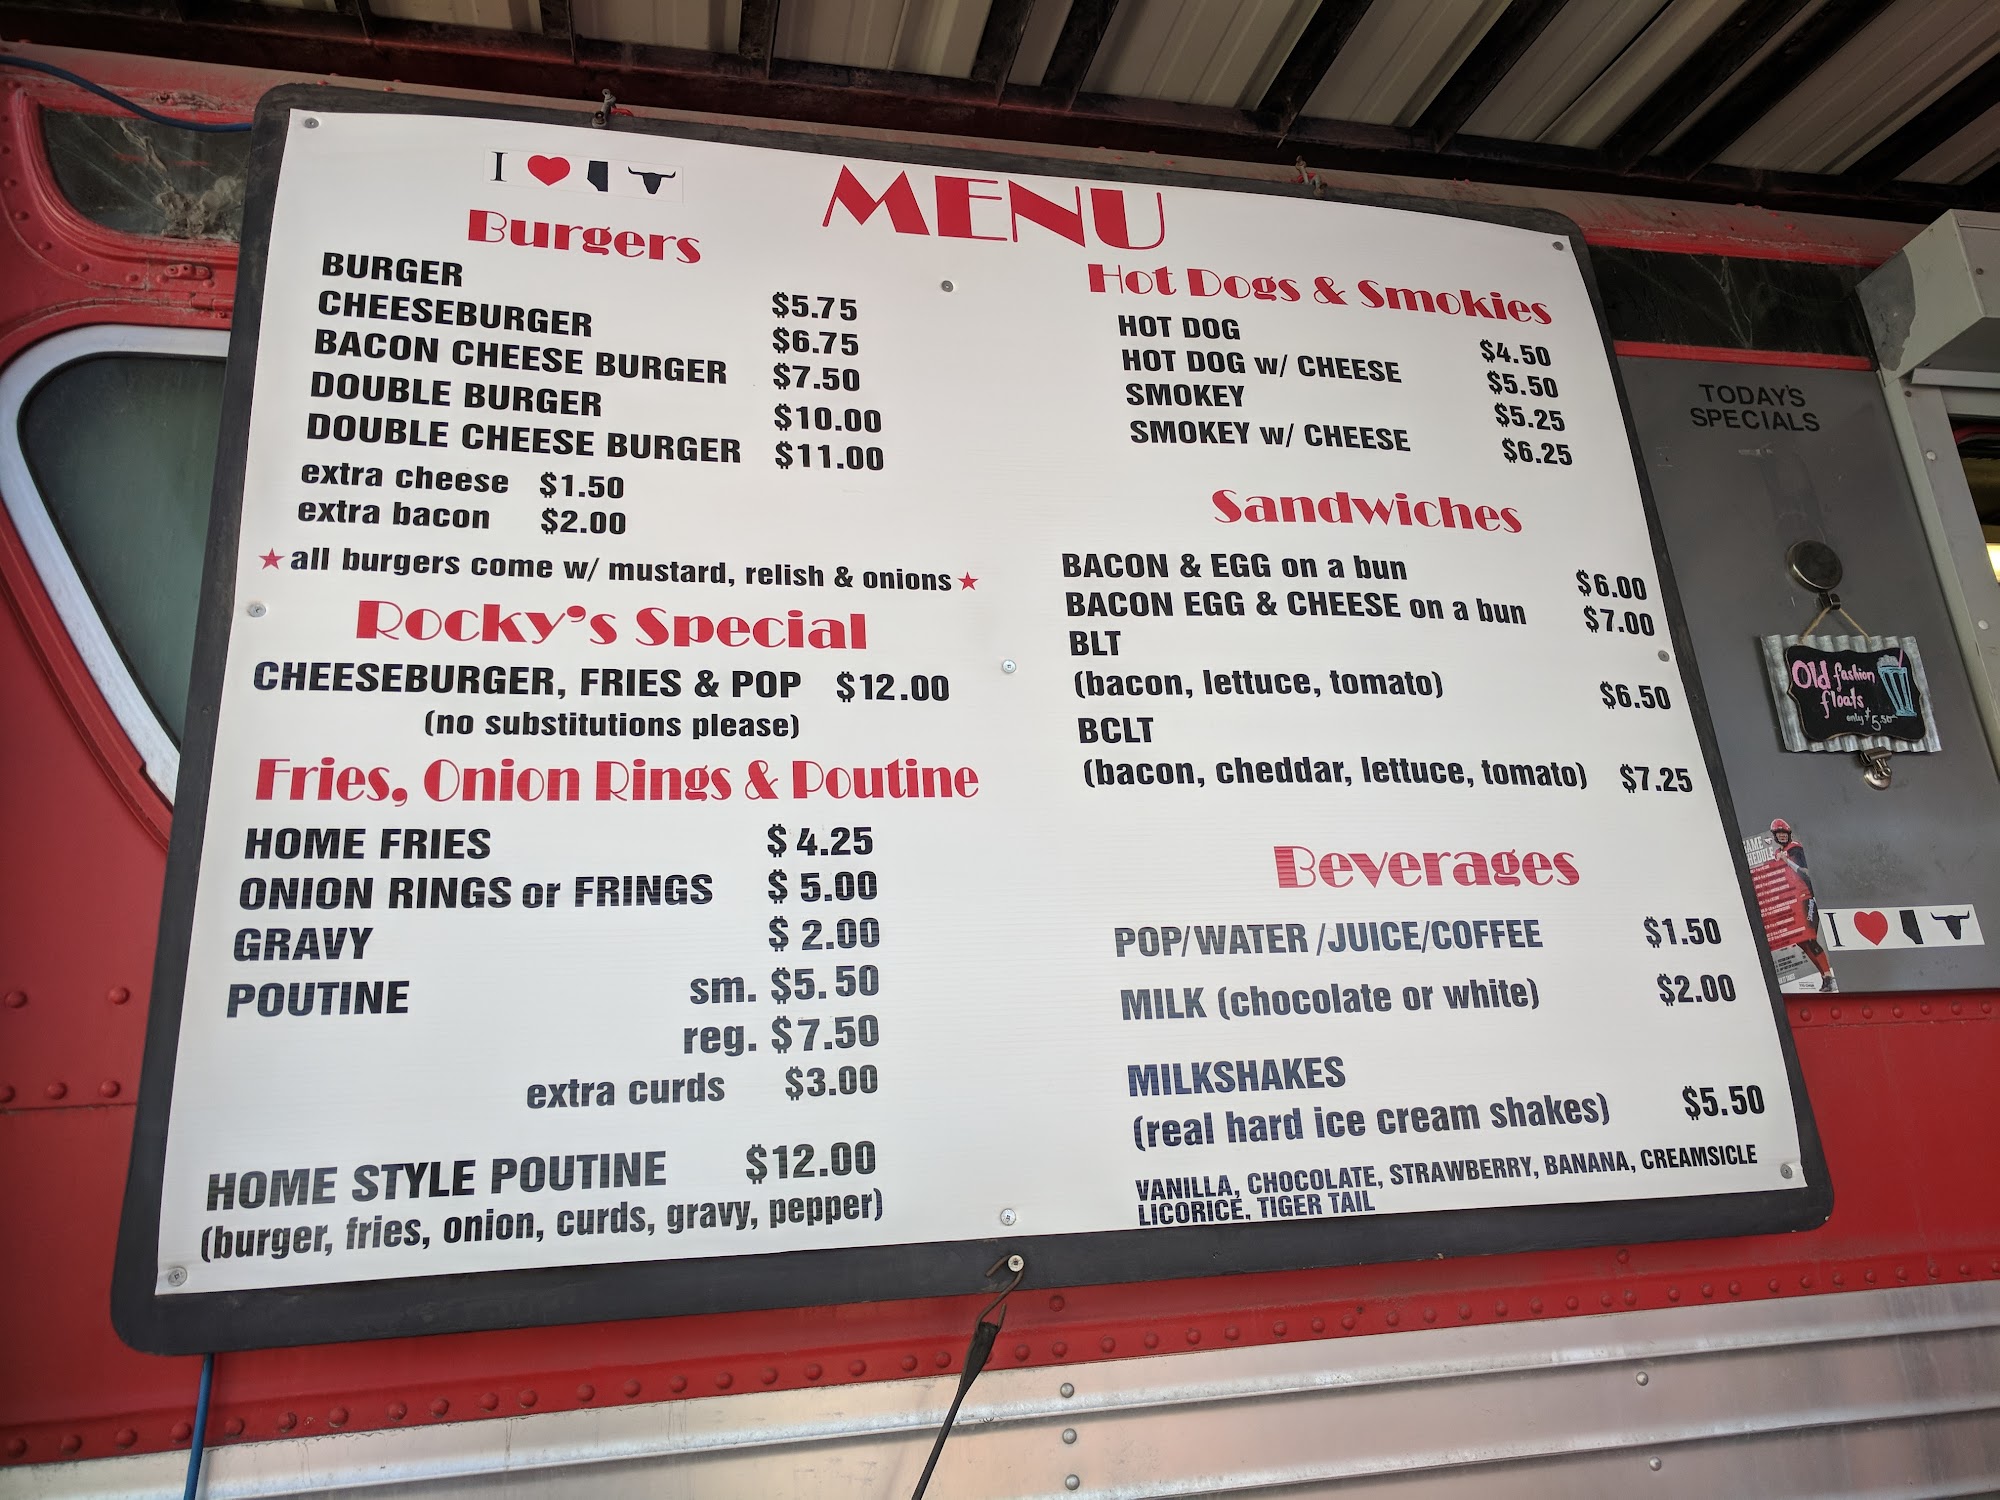 I
MENU
Burgers
BURGER $5.75
CHEESEBURGER $6.75
BACON CHEESE BURGER $7.50
DOUBLE BURGER $10.00
DOUBLE CHEESE BURGER $11.00
extra cheese $1.50
extra bacon $2.00
all burgers come w/ mustard, relish & onions
Rocky's Special
CHEESEBURGER, FRIES & POP $12.00
(no substitutions please)
Fries, Onion Rings & Poutine
HOME FRIES $4.25
ONION RINGS or FRINGS $5.00
GRAVY $2.00
POUTINE sm. $5.50
reg. $7.50
extra curds $3.00
HOME STYLE POUTINE $12.00
(burger, fries, onion, curds, gravy, pepper)
Hot Dogs & Smokies
HOT DOG $4.50
HOT DOG w/ CHEESE $5.50
SMOKEY $5.25
SMOKEY w/ CHEESE $6.25
Sandwiches
BACON & EGG on a bun $6.00
BACON EGG & CHEESE on a bun $7.00
BLT
(bacon, lettuce, tomato) $6.50
BCLT
(bacon, cheddar, lettuce, tomato) $7.25
Beverages
POP/WATER /JUICE/COFFEE $1.50
MILK (chocolate or white) $2.00
MILKSHAKES
(real hard ice cream shakes) $5.50
VANILLA, CHOCOLATE, STRAWBERRY, BANANA, CREAMSICLE
LICORICE, TIGER TAIL
TODAY'S
SPECIALS
Old fashion
floats
only $5.50
I